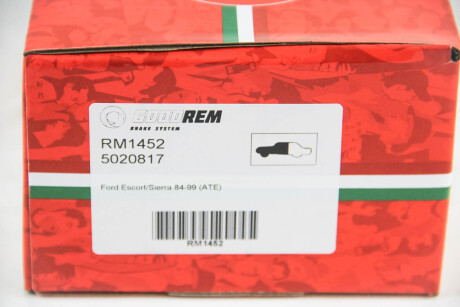 GOODREM
BRAKE SYSTEM
RM1452
5020817
Ford Escort/Sierra 84-99 (ATE)
RM1452